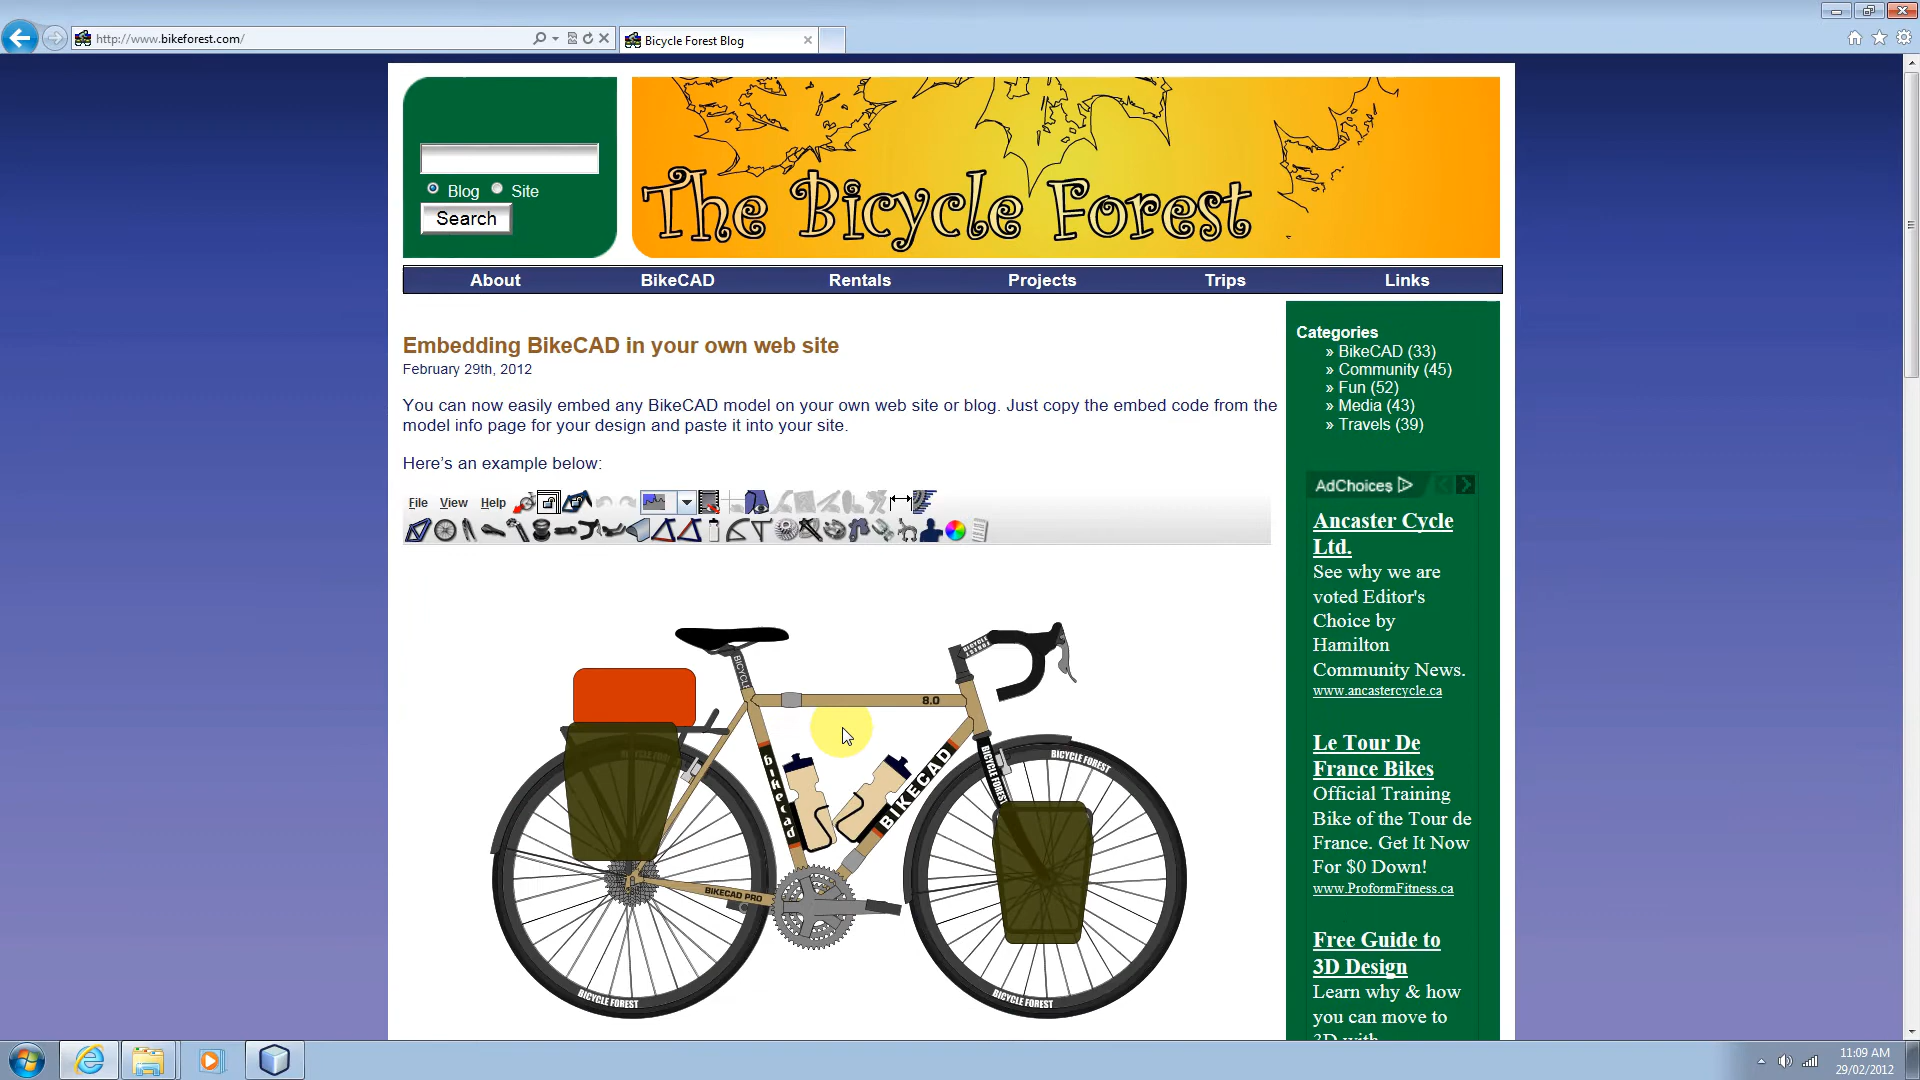 http://www.bikeforest.com/
Bicycle Forest Blog
Blog Site
Search
The Bicycle Forest
About BikeCAD Rentals Projects Trips Links
Embedding BikeCAD in your own web site
February 29th, 2012
You can now easily embed any BikeCAD model on your own web site or blog. Just copy the embed code from the
model info page for your design and paste it into your site.
Here's an example below:
File View Help
BICYCLE
BICYCLE FOREST
8.0
bikecad
BIKECAD
BICYCLE FOREST
BICYCLE FOREST
BIKECAD PRO
BICYCLE FOREST
BICYCLE FOREST
Categories
» BikeCAD (33)
» Community (45)
» Fun (52)
» Media (43)
» Travels (39)
AdChoices
Ancaster Cycle
Ltd.
See why we are
voted Editor's
Choice by
Hamilton
Community News.
www.ancastercycle.ca
Le Tour De
France Bikes
Official Training
Bike of the Tour de
France. Get It Now
For $0 Down!
www.ProformFitness.ca
Free Guide to
3D Design
Learn why & how
you can move to
3D with
11:09 AM
29/02/2012